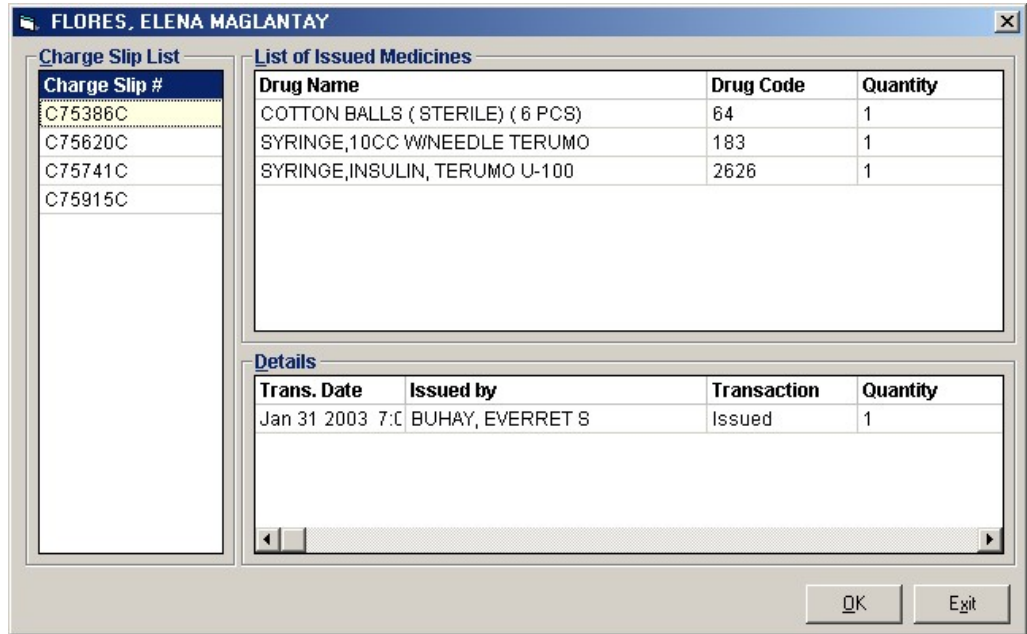 FLORES, ELENA MAGLANTAY
Charge Slip List
Charge Slip #
C75386C
C75620C
C75741C
C75915C
List of Issued Medicines
Drug Name Drug Code Quantity
COTTON BALLS ( STERILE) ( 6 PCS) 64 1
SYRINGE,10CC W/NEEDLE TERUMO 183 1
SYRINGE,INSULIN, TERUMO U-100 2626 1
Details
Trans. Date Issued by Transaction Quantity
Jan 31 2003 BUHAY, EVERRET S Issued 1
OK Exit